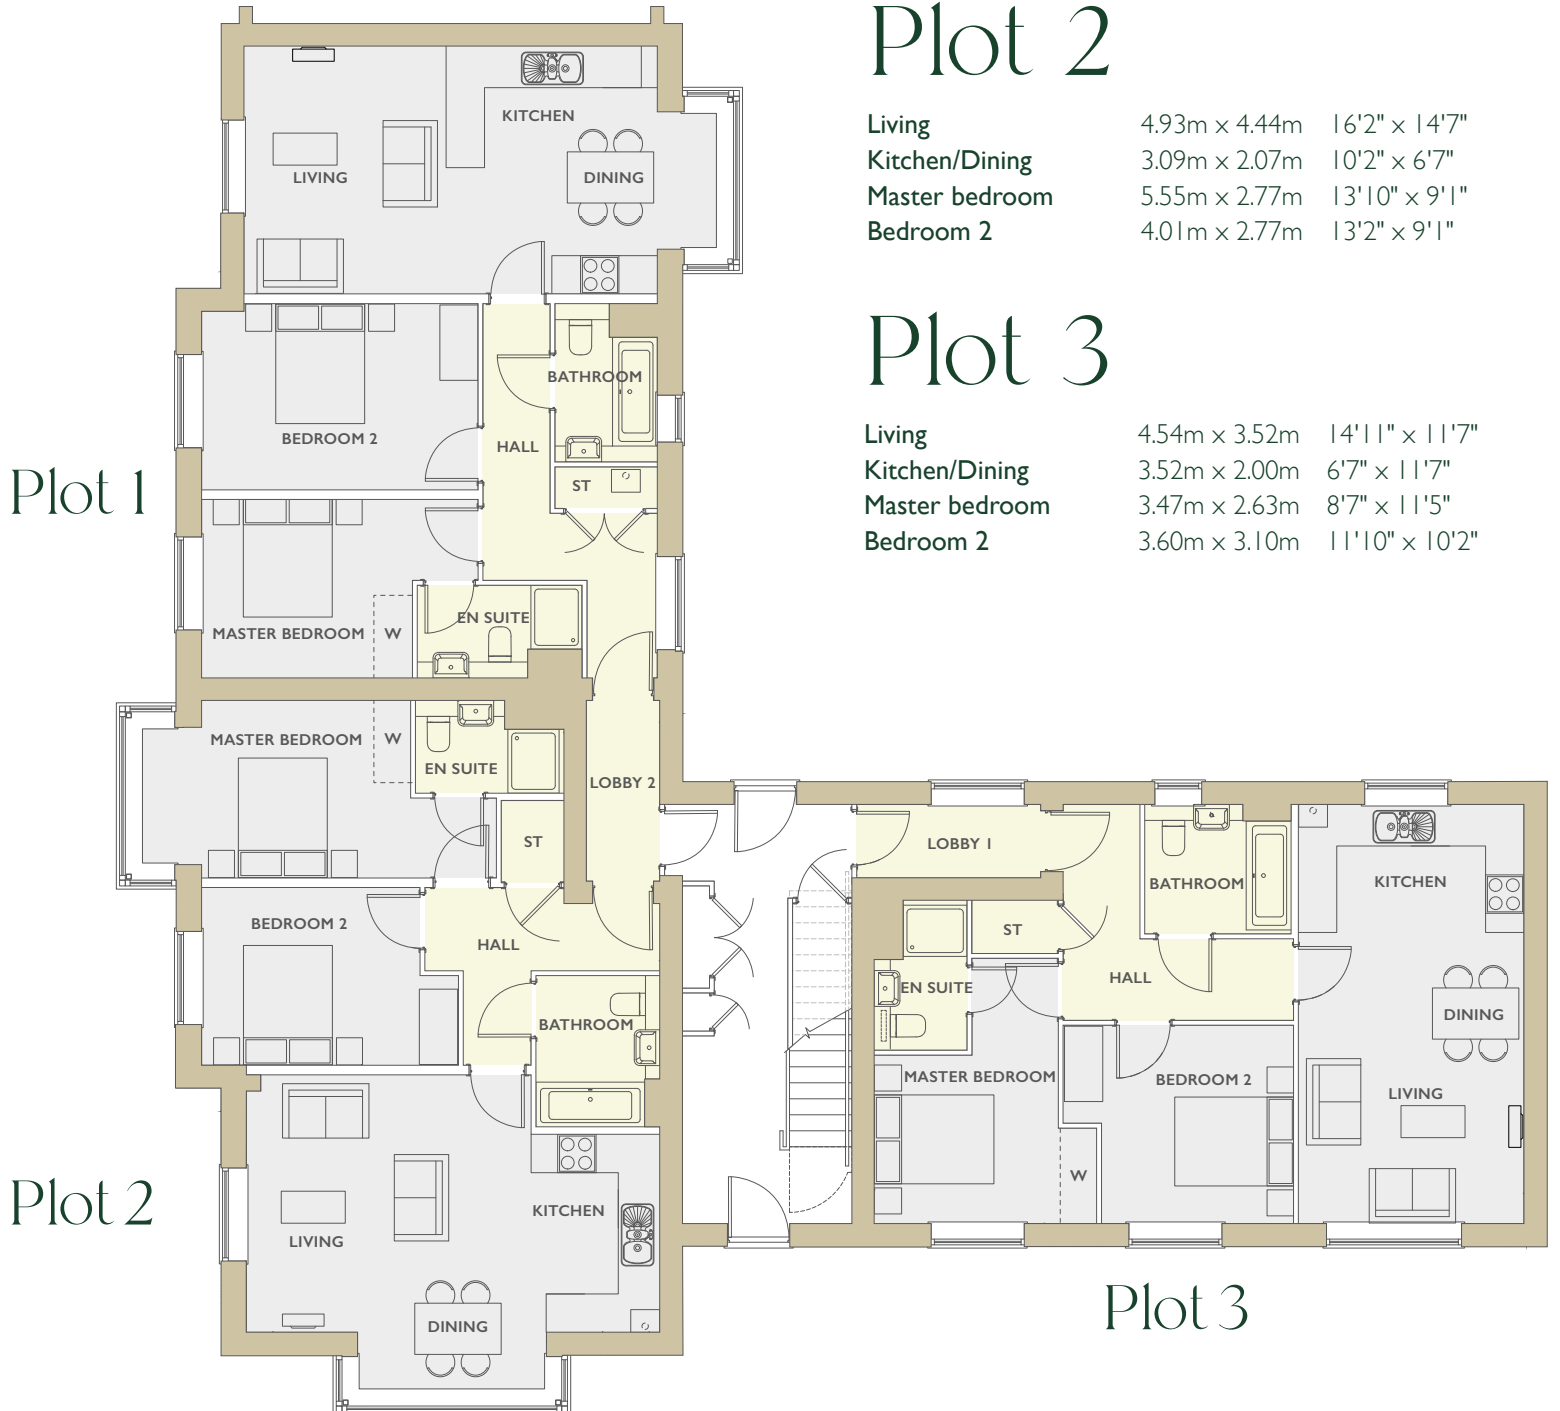 Plot 2
Living 4.93m x 4.44m 16'2" x 14'7"
Kitchen/Dining 3.09m x 2.07m 10'2" x 6'7"
Master bedroom 5.55m x 2.77m 13'10" x 9'1"
Bedroom 2 4.01m x 2.77m 13'2" x 9'1"
Plot 3
Living 4.54m x 3.52m 14'11" x 11'7"
Kitchen/Dining 3.52m x 2.00m 6'7" x 11'7"
Master bedroom 3.47m x 2.63m 8'7" x 11'5"
Bedroom 2 3.60m x 3.10m 11'10" x 10'2"
Plot 1
KITCHEN
LIVING
DINING
BATHROOM
BEDROOM 2
HALL
ST
EN SUITE
MASTER BEDROOM
W
MASTER BEDROOM
W
EN SUITE
LOBBY 2
ST
BEDROOM 2
HALL
BATHROOM
Plot 2
KITCHEN
LIVING
DINING
LOBBY 1
BATHROOM
KITCHEN
ST
HALL
EN SUITE
DINING
MASTER BEDROOM
BEDROOM 2
LIVING
W
Plot 3